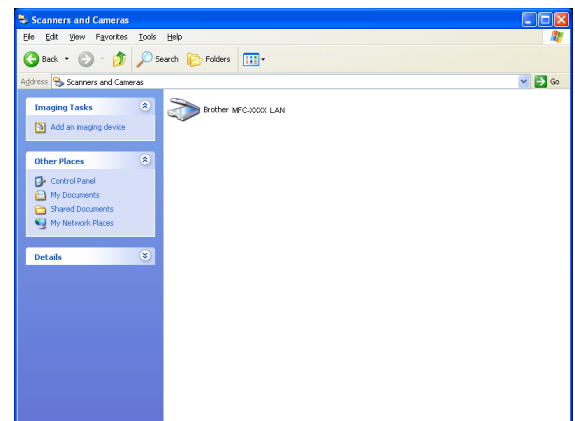 Scanners and Cameras
File Edit View Favorites Tools Help
Back Search Folders
Address Scanners and Cameras Go
Imaging Tasks
Add an imaging device
Other Places
Control Panel
My Documents
Shared Documents
My Network Places
Details
Brother MFC-XXXX LAN